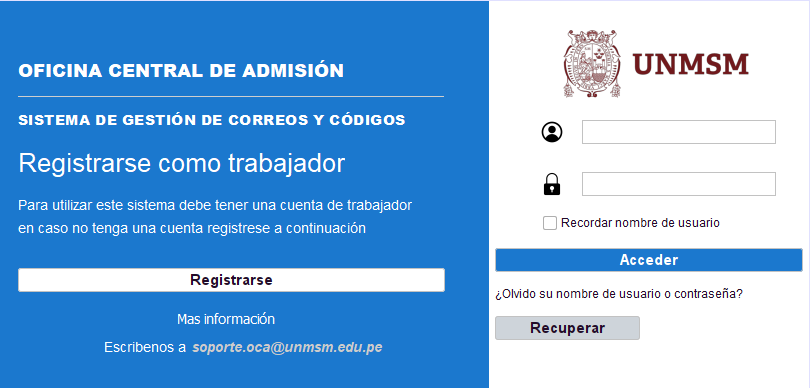 OFICINA CENTRAL DE ADMISIÓN
SISTEMA DE GESTIÓN DE CORREOS Y CÓDIGOS
Registrarse como trabajador
Para utilizar este sistema debe tener una cuenta de trabajador
en caso no tenga una cuenta registrese a continuación
Registrarse
Mas información
Escribenos a soporte.oca@unmsm.edu.pe
UNMSM
Recordar nombre de usuario
Acceder
¿Olvido su nombre de usuario o contraseña?
Recuperar